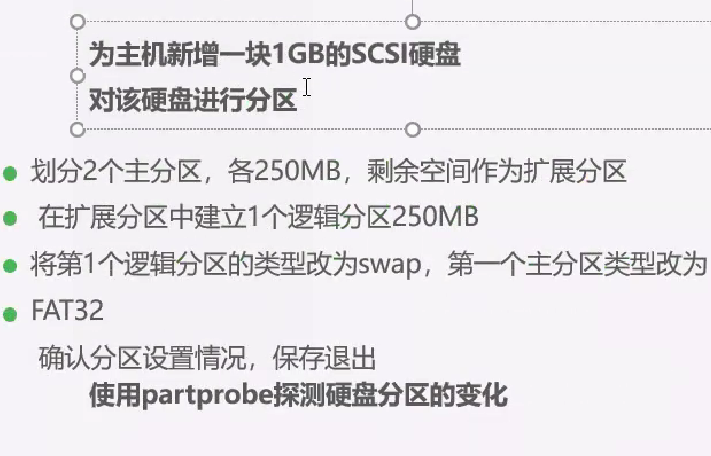 为主机新增一块1GB的SCSI硬盘
对该硬盘进行分区
划分2个主分区，各250MB，剩余空间作为扩展分区
在扩展分区中建立1个逻辑分区250MB
将第1个逻辑分区的类型改为swap，第一个主分区类型改为
FAT32
确认分区设置情况，保存退出
使用partprobe探测硬盘分区的变化